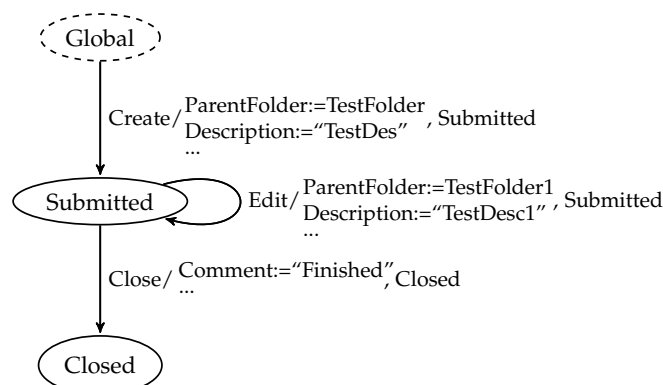 Global
ParentFolder:=TestFolder
Create/ Description:=“TestDes” , Submitted
...
Submitted
ParentFolder:=TestFolder1
Edit/ Description:=“TestDesc1” , Submitted
...
Close/ Comment:=“Finished” , Closed
...
Closed